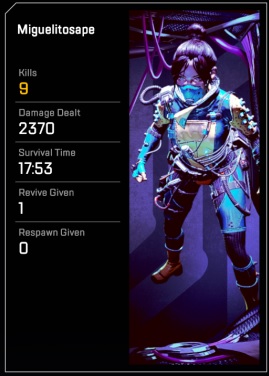 Miguelitosape
Kills
9
Damage Dealt
2370
Survival Time
17:53
Revive Given
1
Respawn Given
0